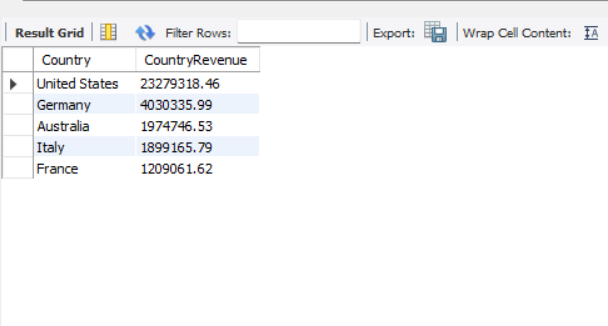 Result Grid Filter Rows: Export: Wrap Cell Content:
Country CountryRevenue
United States 23279318.46
Germany 4030335.99
Australia 1974746.53
Italy 1899165.79
France 1209061.62